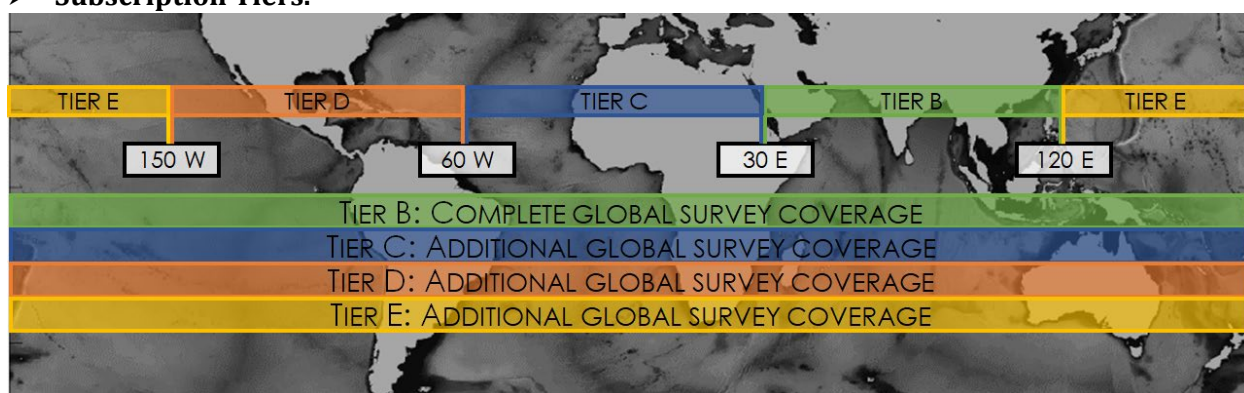 ➤ Subscription Tiers:
TIER E TIER D TIER C TIER B TIER E
150 W 60 W 30 E 120 E
TIER B: COMPLETE GLOBAL SURVEY COVERAGE
TIER C: ADDITIONAL GLOBAL SURVEY COVERAGE
TIER D: ADDITIONAL GLOBAL SURVEY COVERAGE
TIER E: ADDITIONAL GLOBAL SURVEY COVERAGE